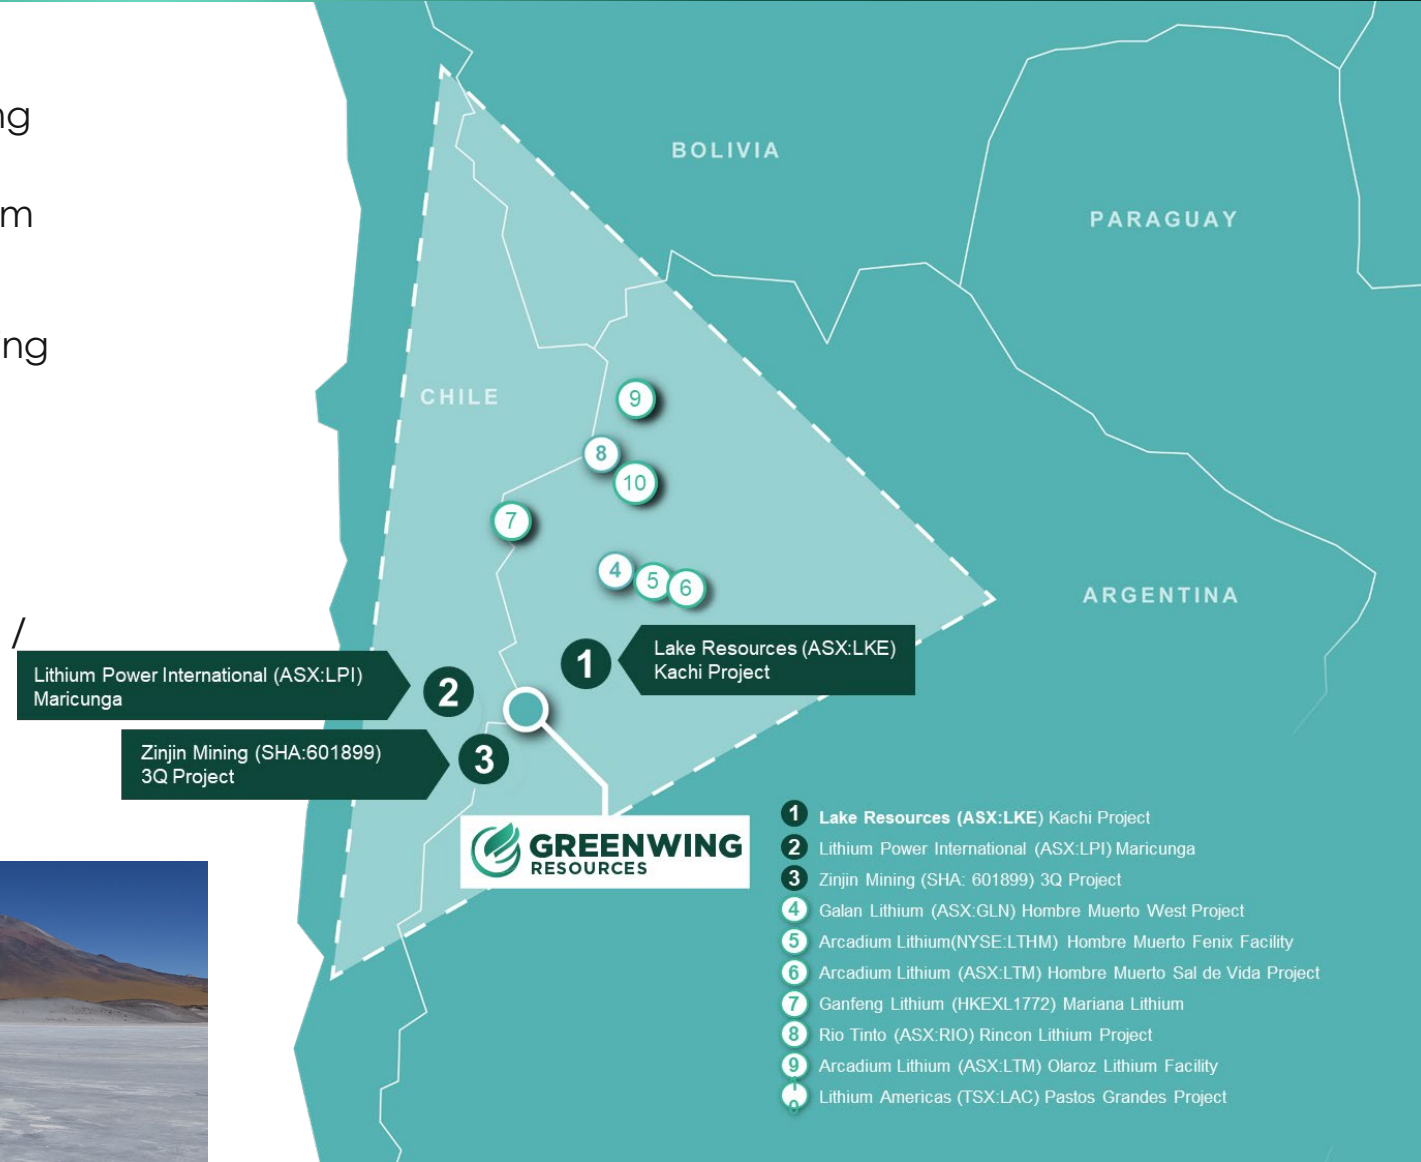 ng
m
ing
/
BOLIVIA
PARAGUAY
CHILE
ARGENTINA
9
8
10
7
4
5
6
1
Lake Resources (ASX:LKE)
Kachi Project
Lithium Power International (ASX:LPI)
Maricunga
2
Zinjin Mining (SHA:601899)
3Q Project
3
GREENWING
RESOURCES
1 Lake Resources (ASX:LKE) Kachi Project
2 Lithium Power International (ASX:LPI) Maricunga
3 Zinjin Mining (SHA: 601899) 3Q Project
4 Galan Lithium (ASX:GLN) Hombre Muerto West Project
5 Arcadium Lithium(NYSE:LTHM) Hombre Muerto Fenix Facility
6 Arcadium Lithium (ASX:LTM) Hombre Muerto Sal de Vida Project
7 Ganfeng Lithium (HKEXL1772) Mariana Lithium
8 Rio Tinto (ASX:RIO) Rincon Lithium Project
9 Arcadium Lithium (ASX:LTM) Olaroz Lithium Facility
10 Lithium Americas (TSX:LAC) Pastos Grandes Project